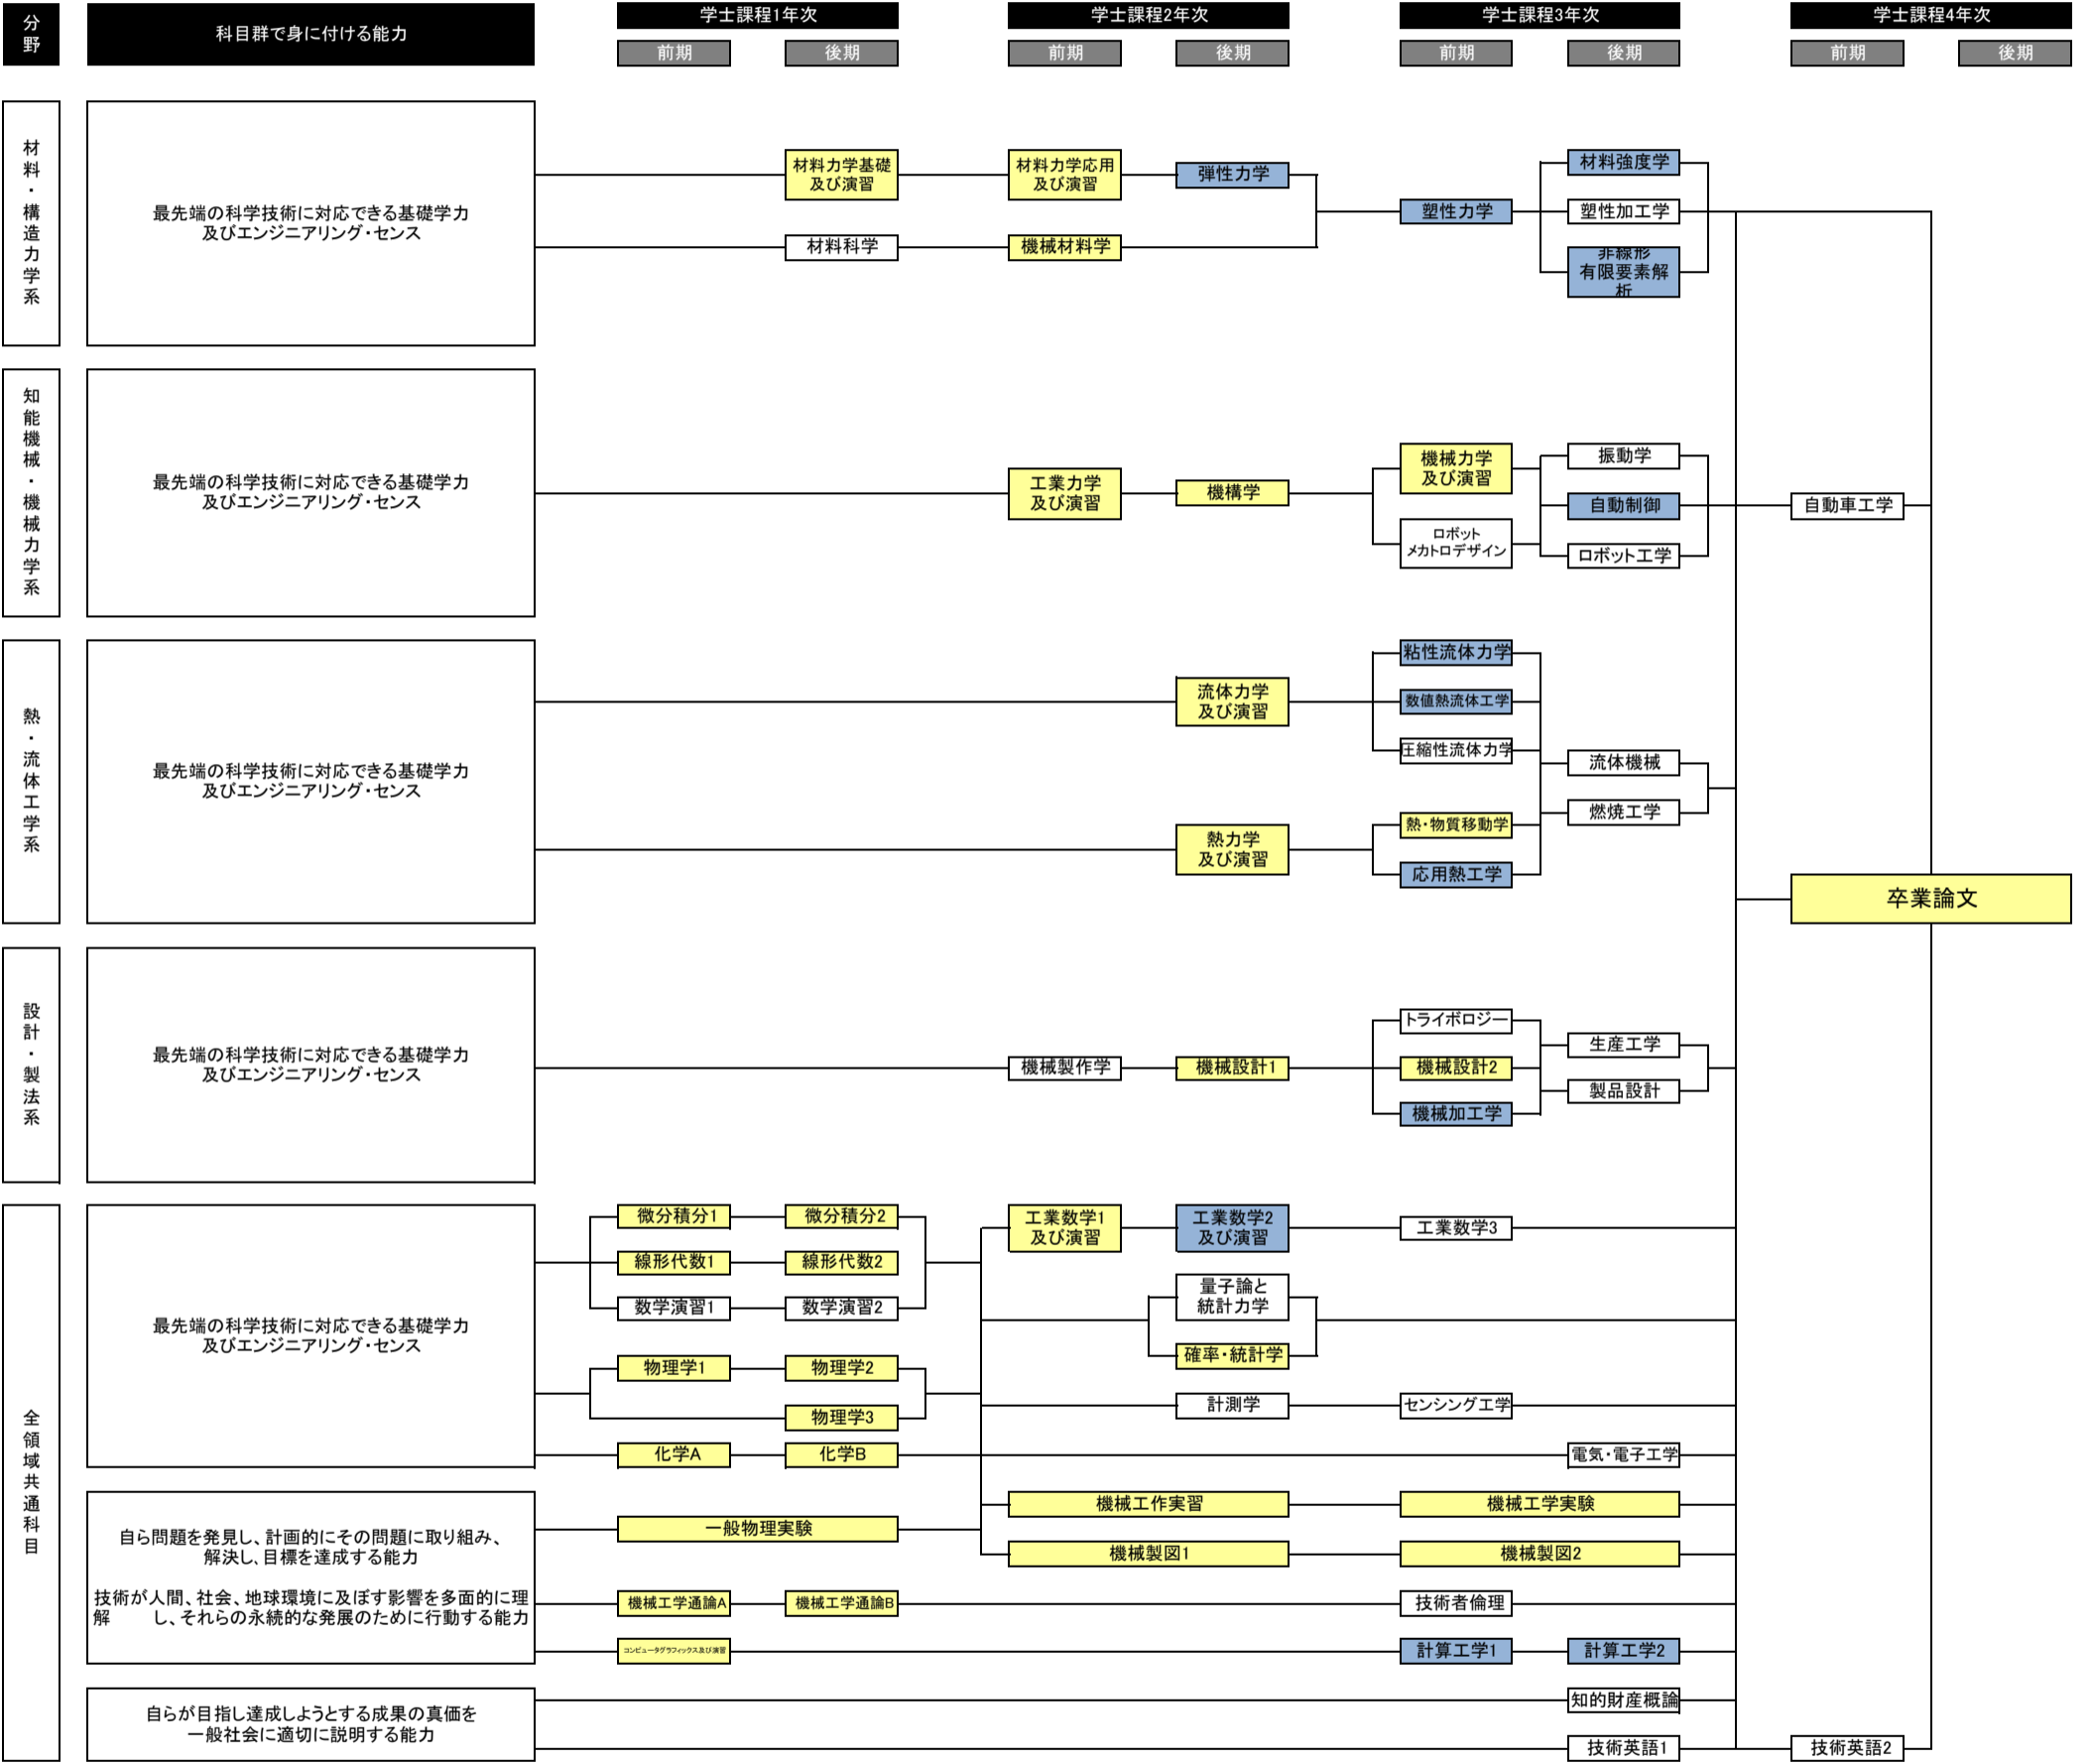 分野
科目群で身に付ける能力
学士課程1年次
学士課程2年次
学士課程3年次
学士課程4年次
前期
後期
前期
後期
前期
後期
前期
後期
材料・構造力学系
最先端の科学技術に対応できる基礎学力
及びエンジニアリング・センス
材料力学基礎
及び演習
材料力学応用
及び演習
弾性力学
材料科学
機械材料学
塑性力学
材料強度学
塑性加工学
非線形
有限要素解
析
知能機械・機械力学系
最先端の科学技術に対応できる基礎学力
及びエンジニアリング・センス
工業力学
及び演習
機構学
機械力学
及び演習
ロボット
メカトロデザイン
振動学
自動制御
ロボット工学
自動車工学
熱・流体工学系
最先端の科学技術に対応できる基礎学力
及びエンジニアリング・センス
流体力学
及び演習
熱力学
及び演習
粘性流体力学
数値熱流体工学
圧縮性流体力学
熱・物質移動学
応用熱工学
流体機械
燃焼工学
卒業論文
設計・製法系
最先端の科学技術に対応できる基礎学力
及びエンジニアリング・センス
機械製作学
機械設計1
トライボロジー
機械設計2
機械加工学
生産工学
製品設計
全領域共通科目
最先端の科学技術に対応できる基礎学力
及びエンジニアリング・センス
微分積分1
微分積分2
線形代数1
線形代数2
数学演習1
数学演習2
物理学1
物理学2
物理学3
化学A
化学B
工業数学1
及び演習
工業数学2
及び演習
工業数学3
量子論と
統計力学
確率・統計学
計測学
センシング工学
電気・電子工学
自ら問題を発見し、計画的にその問題に取り組み、
解決し、目標を達成する能力
技術が人間、社会、地球環境に及ぼす影響を多面的に理
解 し、それらの永続的な発展のために行動する能力
一般物理実験
機械工作実習
機械工学実験
機械製図1
機械製図2
機械工学通論A
機械工学通論B
技術者倫理
コンピュータグラフィックス及び演習
計算工学1
計算工学2
自らが目指し達成しようとする成果の真価を
一般社会に適切に説明する能力
知的財産概論
技術英語1
技術英語2